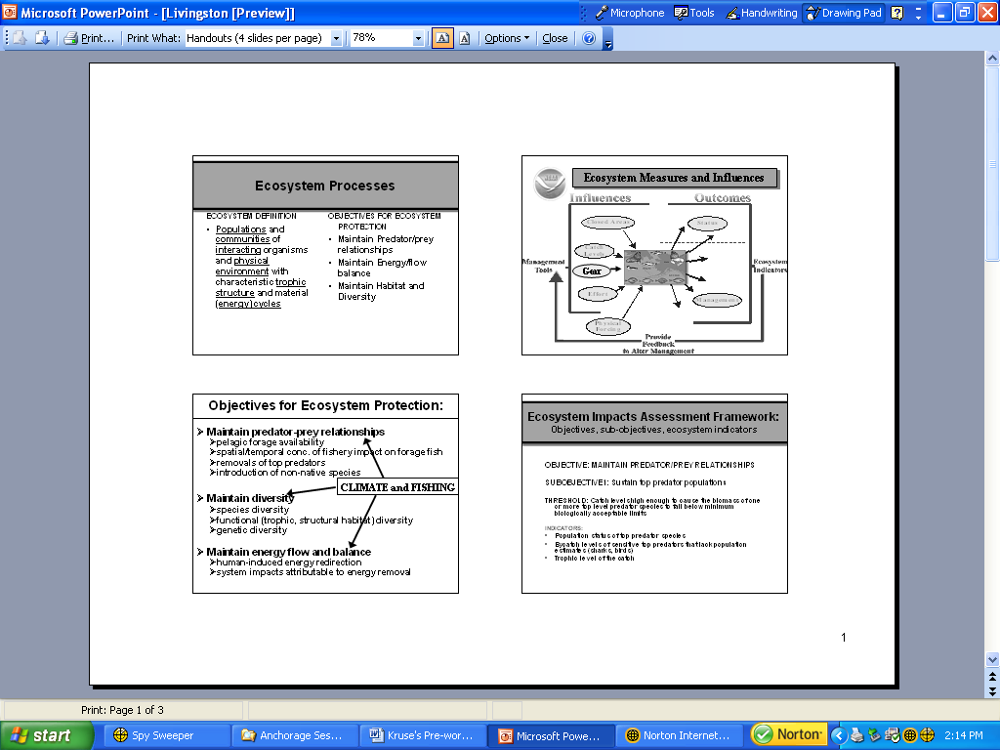 Microsoft PowerPoint - [Livingston [Preview]]
Microphone Tools Handwriting Drawing Pad
Print... Print What: Handouts (4 slides per page) 78% Options Close
Ecosystem Processes
ECOSYSTEM DEFINITION
• Populations and
communities of
interacting organisms
and physical
environment with
characteristic trophic
structure and material
(energy) cycles
OBJECTIVES FOR ECOSYSTEM
PROTECTION
• Maintain Predator/prey
relationships
• Maintain Energy/flow
balance
• Maintain Habitat and
Diversity
Ecosystem Measures and Influences
Influences Outcomes
Closed Areas
Status
Catch
Levels
Management
Tools
Gear
Ecosystem
Indicators
Other
Management
Physical
Forcing
Provide
Feedback
to Alter Management
Objectives for Ecosystem Protection:
➢ Maintain predator-prey relationships
➢pelagic forage availability
➢spatial/temporal conc. of fishery impact on forage fish
➢removals of top predators
➢introduction of non-native species
CLIMATE and FISHING
➢ Maintain diversity
➢species diversity
➢functional (trophic, structural habitat) diversity
➢genetic diversity
➢ Maintain energy flow and balance
➢human-induced energy redirection
➢system impacts attributable to energy removal
Ecosystem Impacts Assessment Framework:
Objectives, sub-objectives, ecosystem indicators
OBJECTIVE: MAINTAIN PREDATOR/PREY RELATIONSHIPS
SUBOBJECTIVE1: Sustain top predator populations
THRESHOLD: Catch levels high enough to cause the biomass of one
or more top level predator species to fall below minimum
biologically acceptable limits
INDICATORS:
• Population status of top predator species
• Bycatch levels of sensitive top predators that lack population
estimates (sharks, birds)
• Trophic level of the catch
1
Print: Page 1 of 3
start Spy Sweeper Anchorage Ses... Kruse's Pre-wor... Microsoft Powe... Norton Internet... Norton 2:14 PM